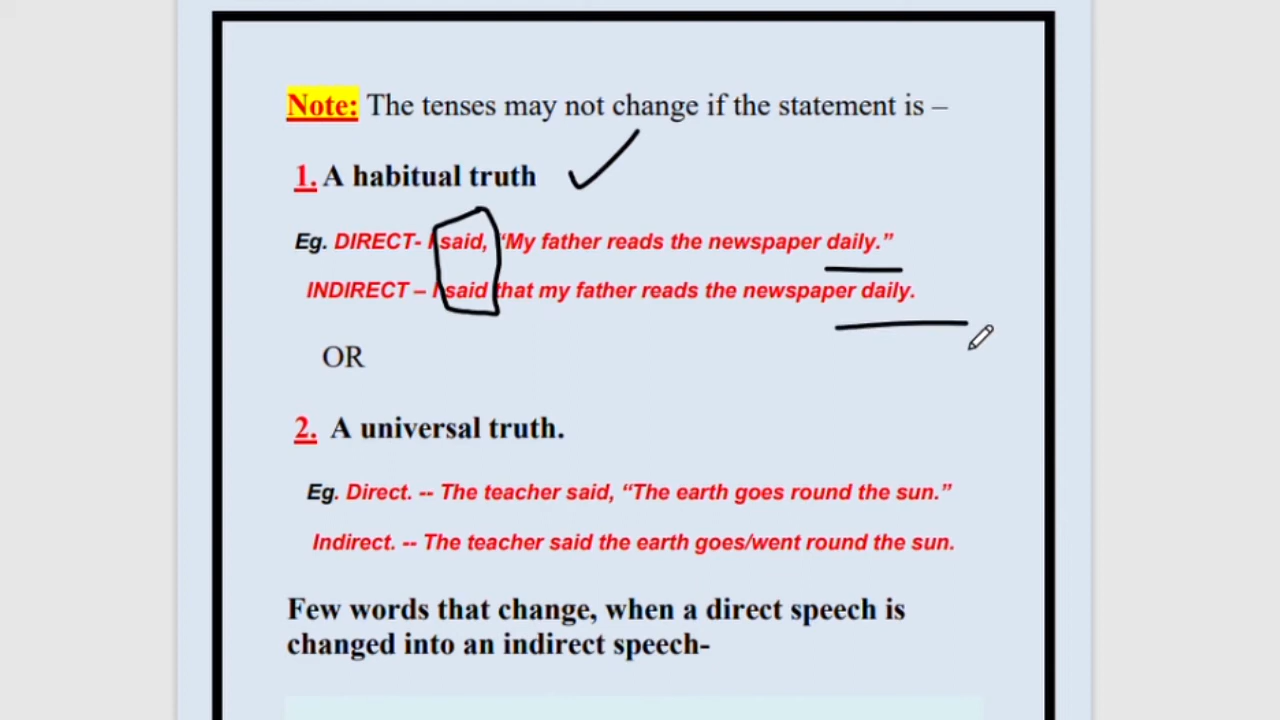 Note: The tenses may not change if the statement is –
1. A habitual truth
Eg. DIRECT- I said, “My father reads the newspaper daily.”
INDIRECT – I said that my father reads the newspaper daily.
OR
2. A universal truth.
Eg. Direct. -- The teacher said, “The earth goes round the sun.”
Indirect. -- The teacher said the earth goes/went round the sun.
Few words that change, when a direct speech is
changed into an indirect speech-